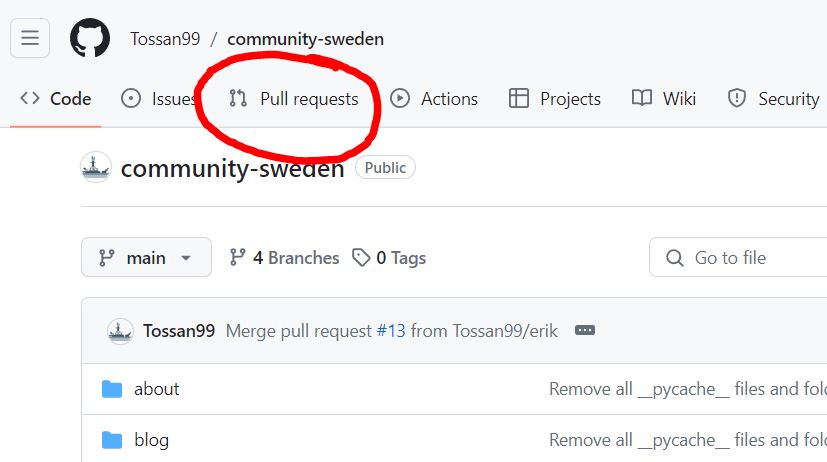 Tossan99 / community-sweden
Code Issues Pull requests Actions Projects Wiki Security
community-sweden Public
main 4 Branches 0 Tags Go to file
Tossan99 Merge pull request #13 from Tossan99/erik
about Remove all __pycache__ files and fol
blog Remove all __pycache__ files and fol